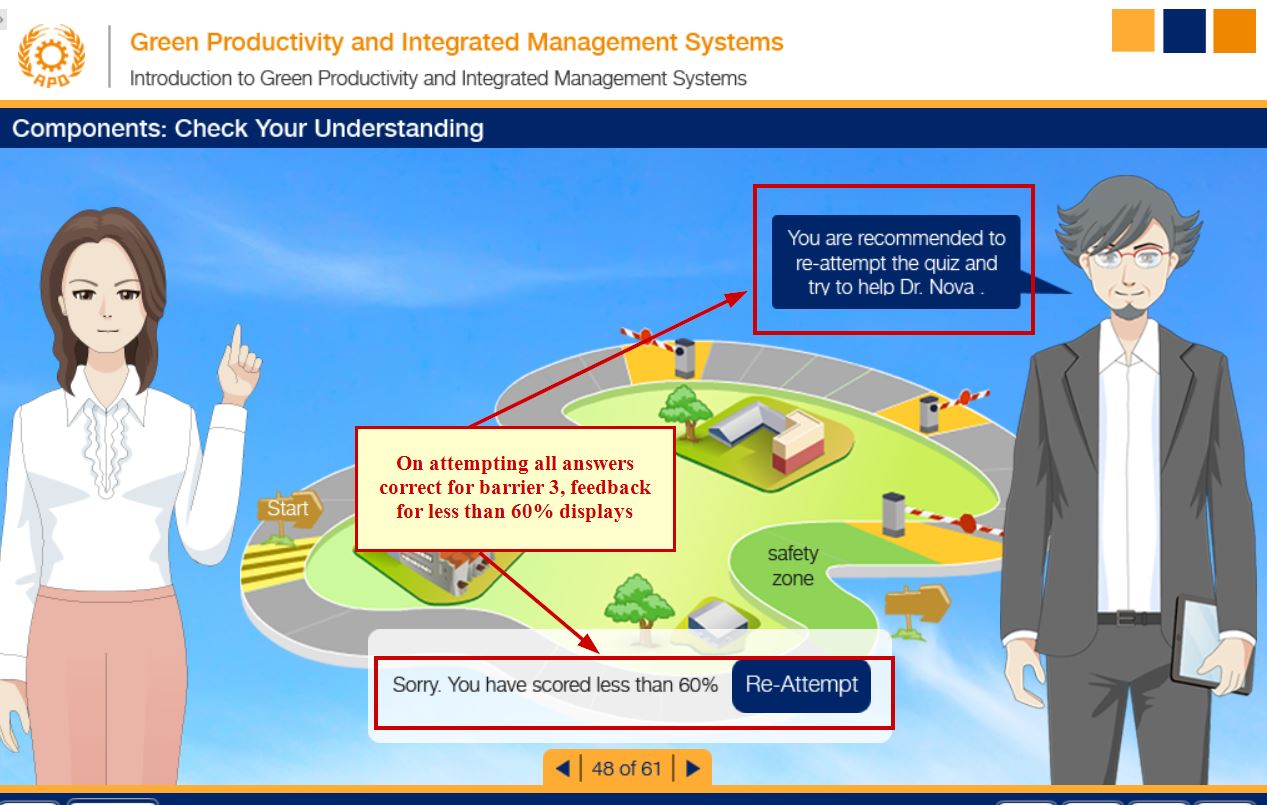 APO
Green Productivity and Integrated Management Systems
Introduction to Green Productivity and Integrated Management Systems
Components: Check Your Understanding
You are recommended to
re-attempt the quiz and
try to help Dr. Nova .
On attempting all answers
correct for barrier 3, feedback
for less than 60% displays
Start
safety
zone
Sorry. You have scored less than 60%
Re-Attempt
48 of 61